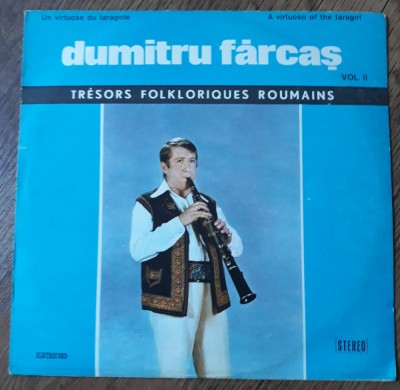 Un virtuose du taragote
A virtuoso of the taragot
dumitru fărcaş
VOL. II
TRÉSORS FOLKLORIQUES ROUMAINS
ELECTRECORD
STEREO